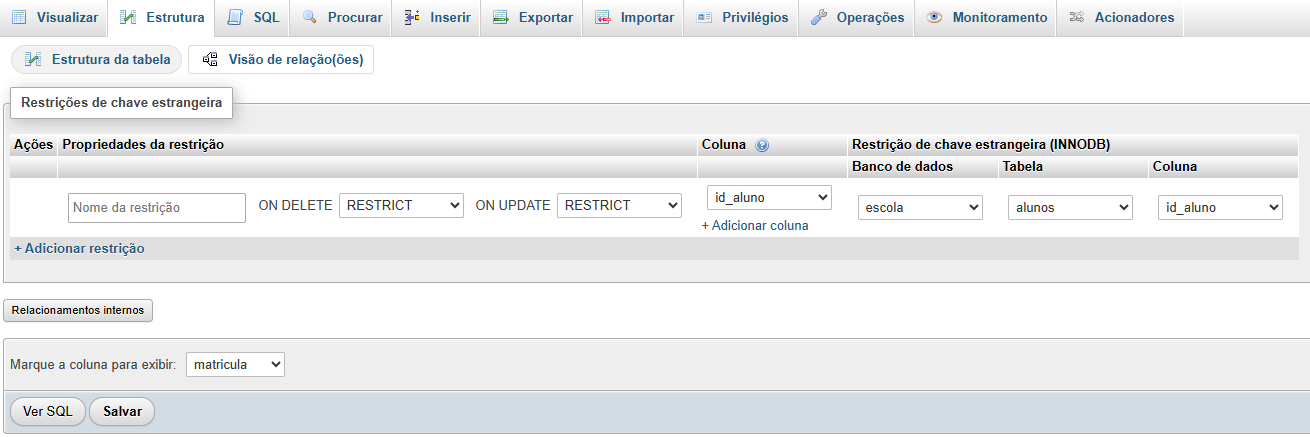 Visualizar Estrutura SQL Procurar Inserir Exportar Importar Privilégios Operações Monitoramento Acionadores
Estrutura da tabela Visão de relação(ões)
Restrições de chave estrangeira
Ações Propriedades da restrição Coluna Restrição de chave estrangeira (INNODB)
Banco de dados Tabela Coluna
Nome da restrição ON DELETE RESTRICT ON UPDATE RESTRICT id_aluno escola alunos id_aluno
+ Adicionar coluna
+ Adicionar restrição
Relacionamentos internos
Marque a coluna para exibir: matricula
Ver SQL Salvar